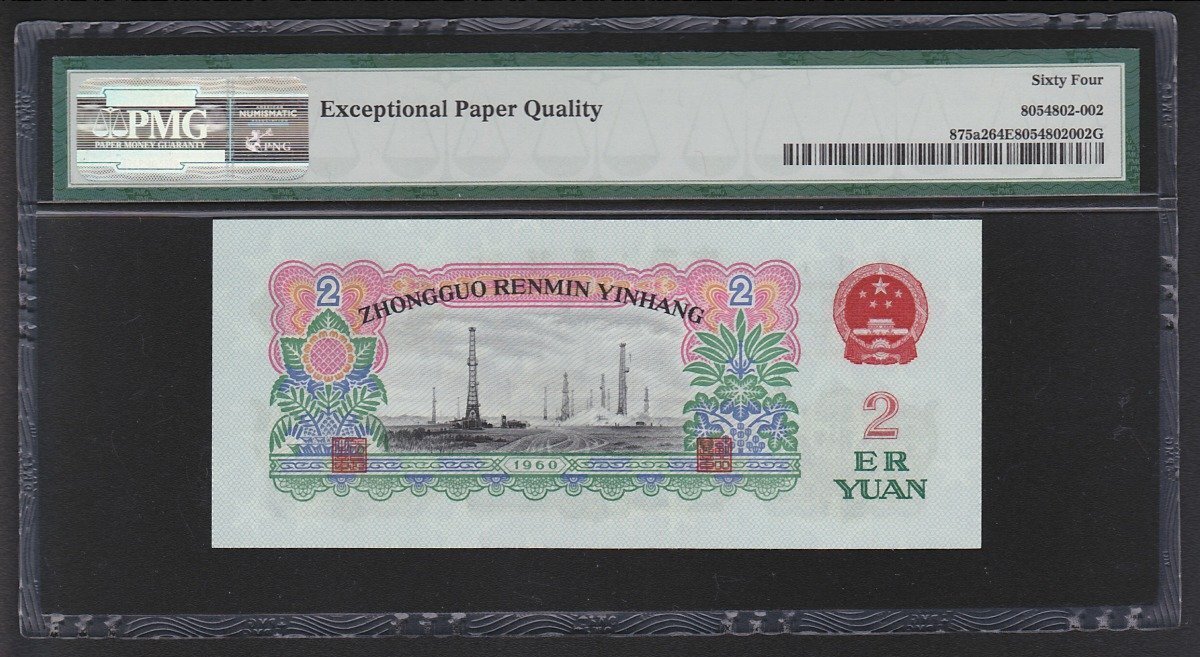 PMG
PAPER MONEY GUARANTY
NUMISMATIC
PNG
Exceptional Paper Quality
Sixty Four
8054802-002
875a264E8054802002G
2
ZHONGGUO RENMIN YINHANG
2
1960
2
ER
YUAN